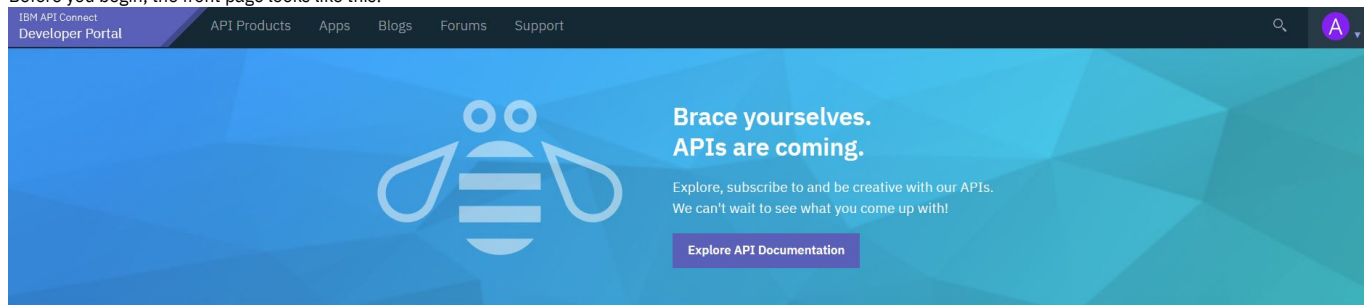 Before you begin, the front page looks like this:
IBM API Connect
Developer Portal
API Products Apps Blogs Forums Support
A
Brace yourselves.
APIs are coming.
Explore, subscribe to and be creative with our APIs.
We can't wait to see what you come up with!
Explore API Documentation